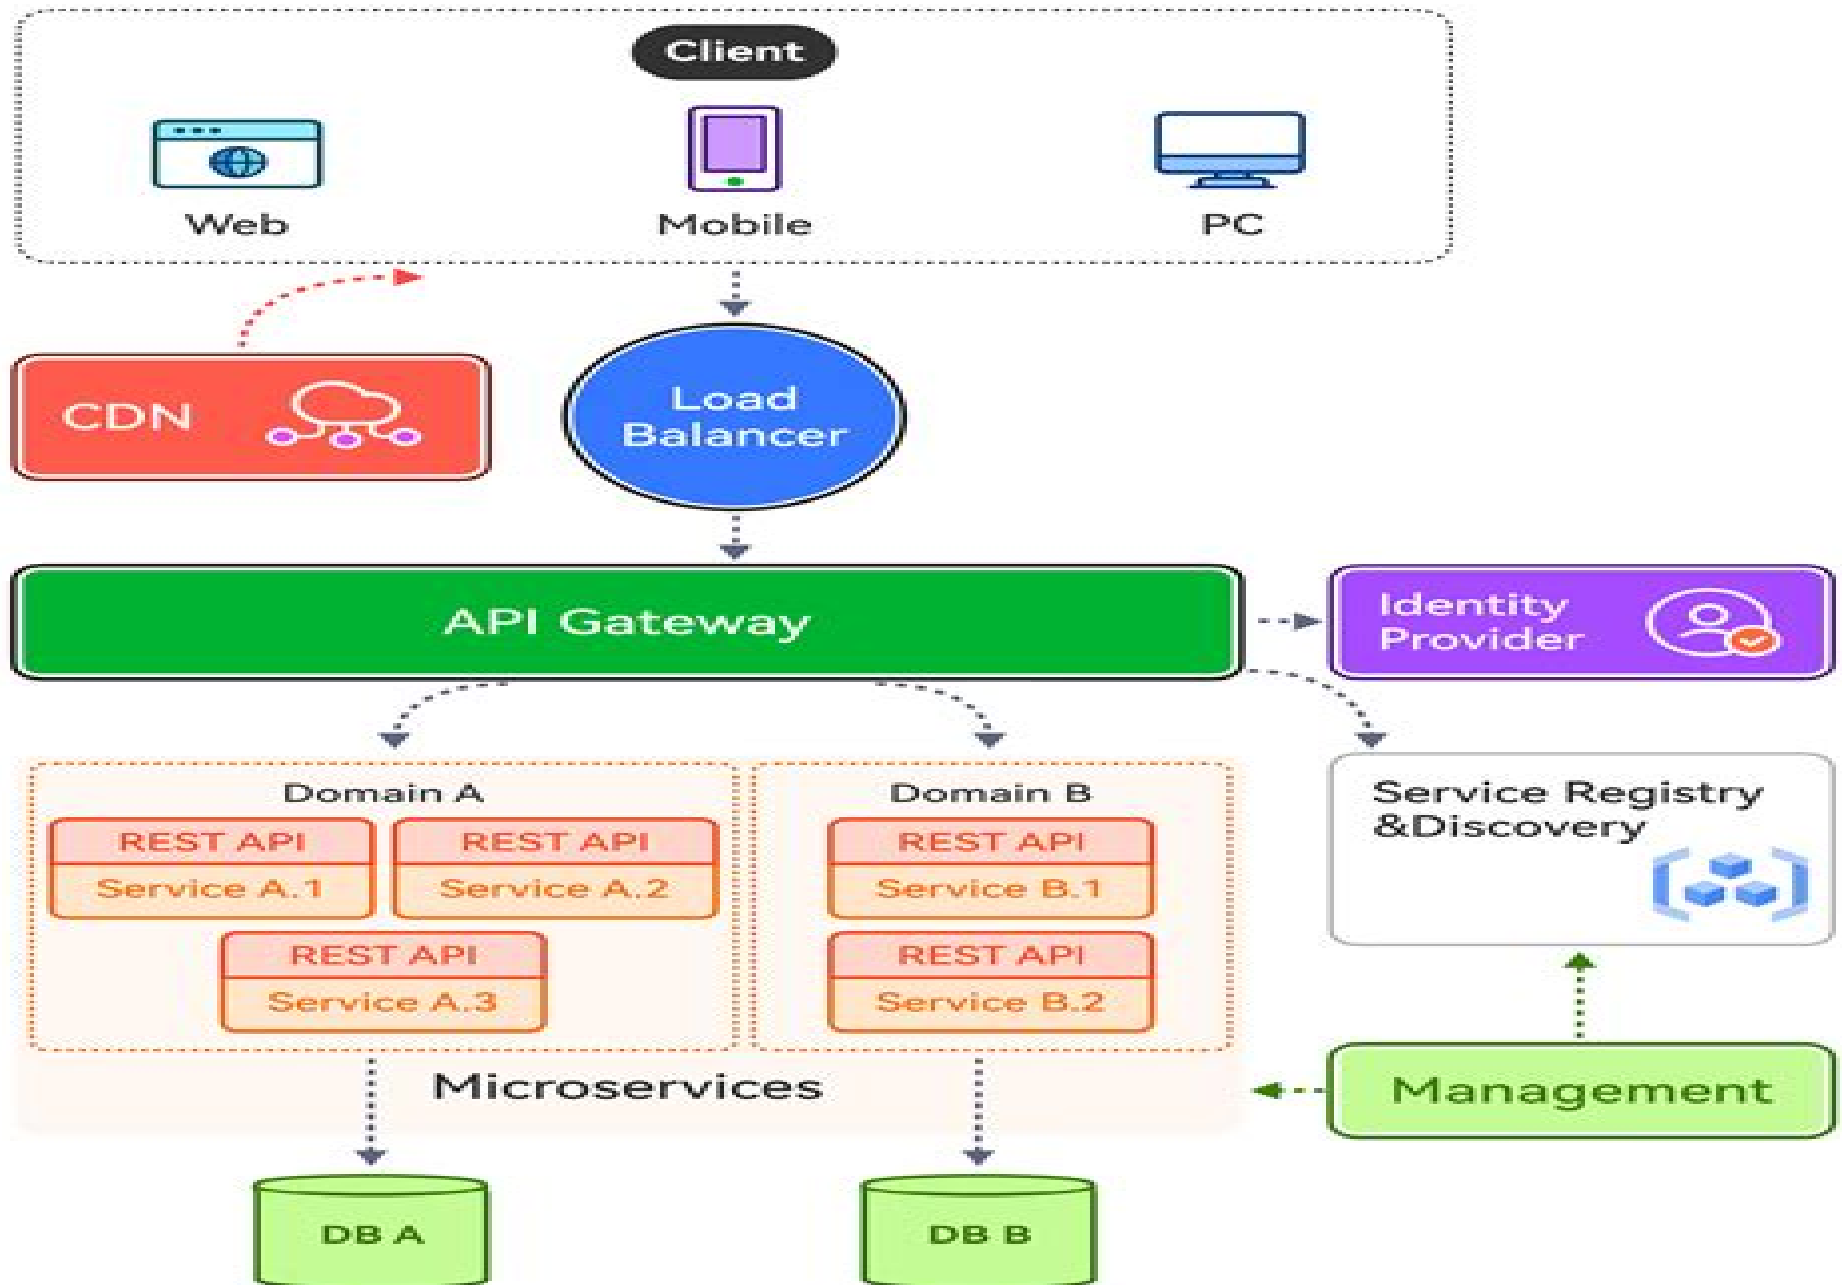 Client
Web
Mobile
PC
CDN
Load
Balancer
API Gateway
Identity
Provider
Domain A
REST API
Service A.1
REST API
Service A.2
REST API
Service A.3
Domain B
REST API
Service B.1
REST API
Service B.2
Service Registry
&Discovery
Microservices
Management
DB A
DB B